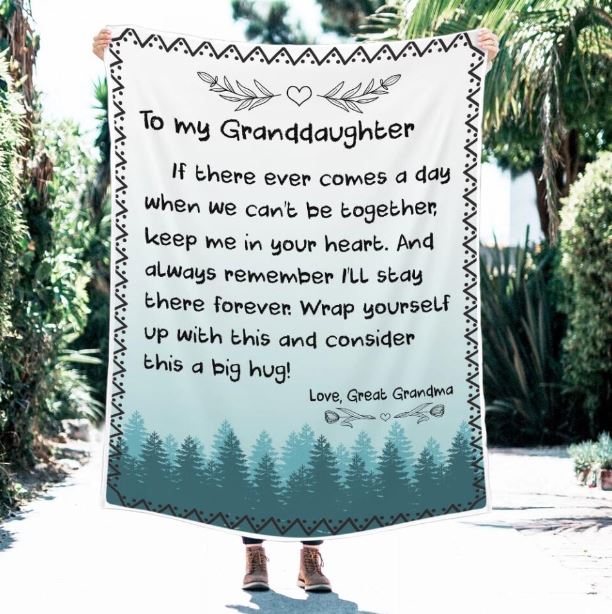 To my Granddaughter
If there ever comes a day
when we can't be together,
keep me in your heart. And
always remember I'll stay
there forever. Wrap yourself
up with this and consider
this a big hug!
Love, Great Grandma